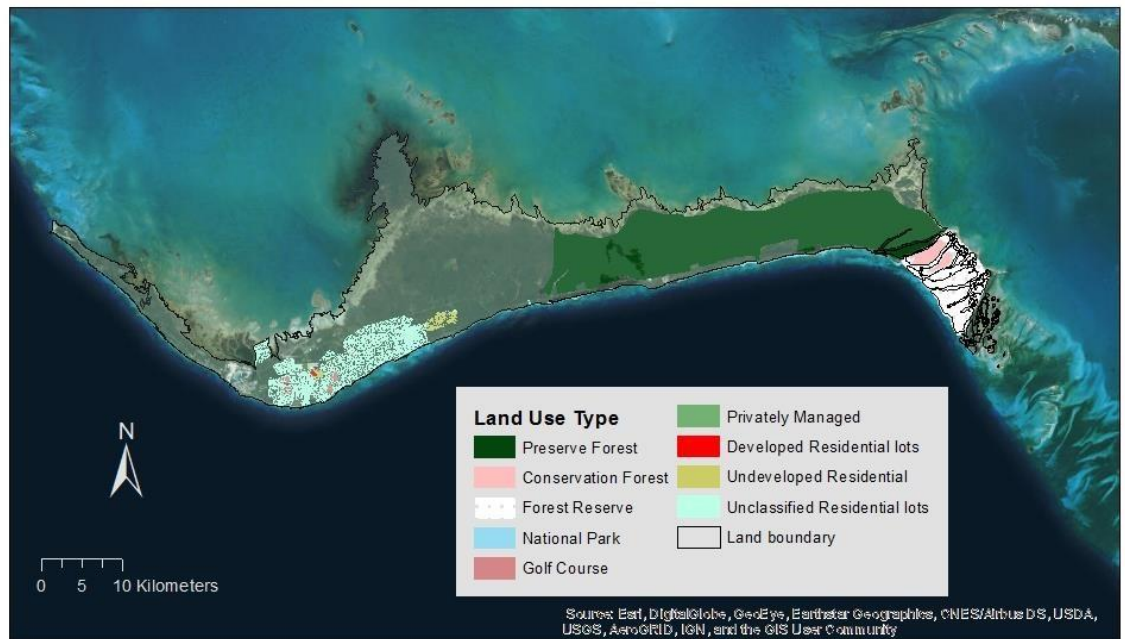 Land Use Type
Preserve Forest
Conservation Forest
Forest Reserve
National Park
Golf Course
Privately Managed
Developed Residential lots
Undeveloped Residential
Unclassified Residential lots
Land boundary
N
0 5 10 Kilometers
Source: Esri, DigitalGlobe, GeoEye, Earthstar Geographics, CNES/Airbus DS, USDA,
USGS, AeroGRID, IGN, and the GIS User Community